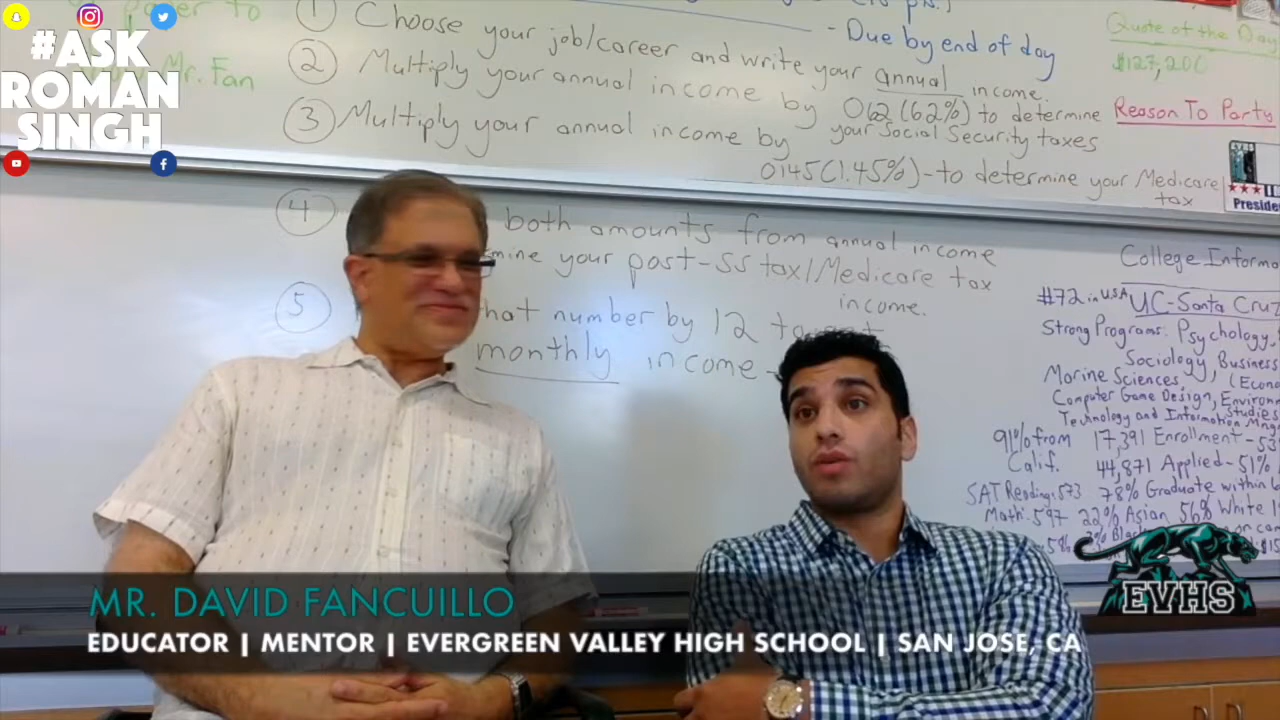 #ASK
ROMAN
SINGH
Mr. Fan
① Choose your job/career and write your annual income.
- Due by end of day
② Multiply your annual income by 062 (62%) to determine
your Social Security taxes
③ Multiply your annual income by
0145 (1.45%) - to determine your Medicare
tax
④ both amounts from annual income
your post-SS tax/Medicare tax
income.
⑤ number by 12 to
monthly income -
Quote of the Day
$127,200
Reason To Party
EVHS
College
#72 in USA UC-Santa Cruz
Strong Programs: Psychology,
Sociology, Business
Marine Sciences,
Computer Game Design,
Studies
Technology and Information
91% from 17,391 Enrollment -
Calif. 44,871 Applied - 51%
SAT Reading: 573 78% Graduate within
Math: 597 22% Asian 56% White
MR. DAVID FANCUILLO
EDUCATOR | MENTOR | EVERGREEN VALLEY HIGH SCHOOL | SAN JOSE, CA
EVHS